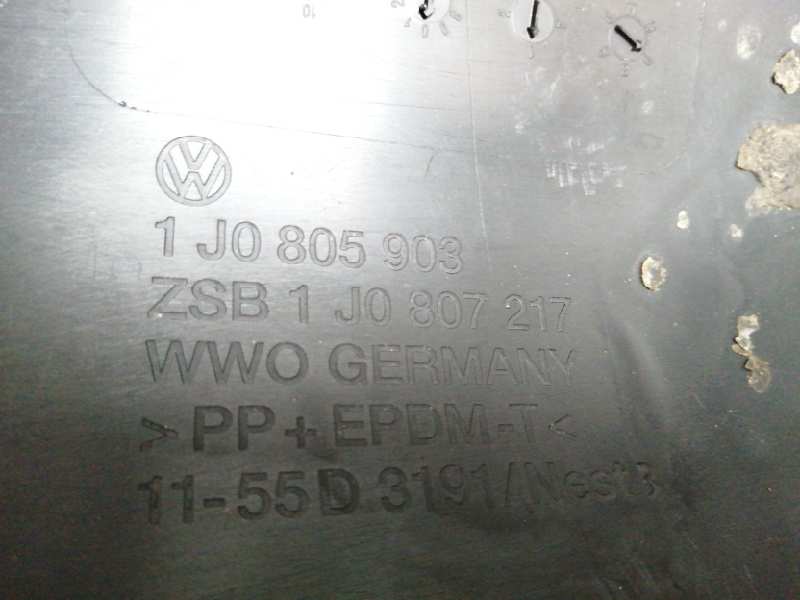 1 J0 805 903
ZSB 1 J0 807 217
WWO GERMANY
>PP+EPDM-T<
11-55D 3191/Nest3